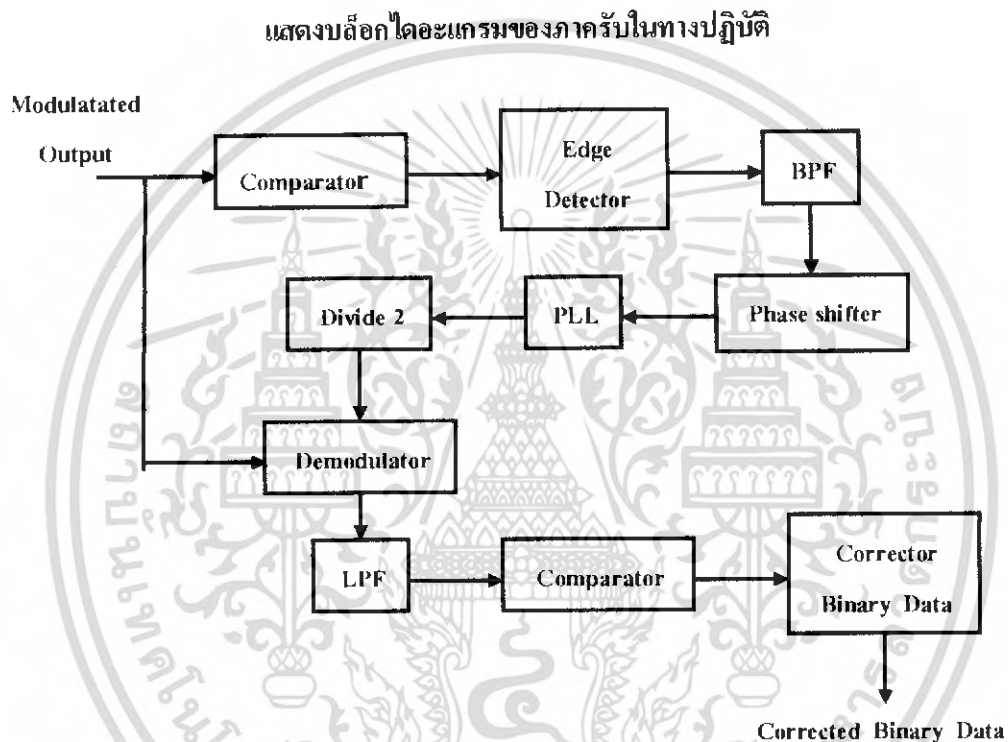 แสดงบล็อกไดอะแกรมของภาครับในทางปฏิบัติ
Modulatated
Output
Comparator
Edge
Detector
BPF
Divide 2
PLL
Phase shifter
Demodulator
LPF
Comparator
Corrector
Binary Data
Corrected Binary Data